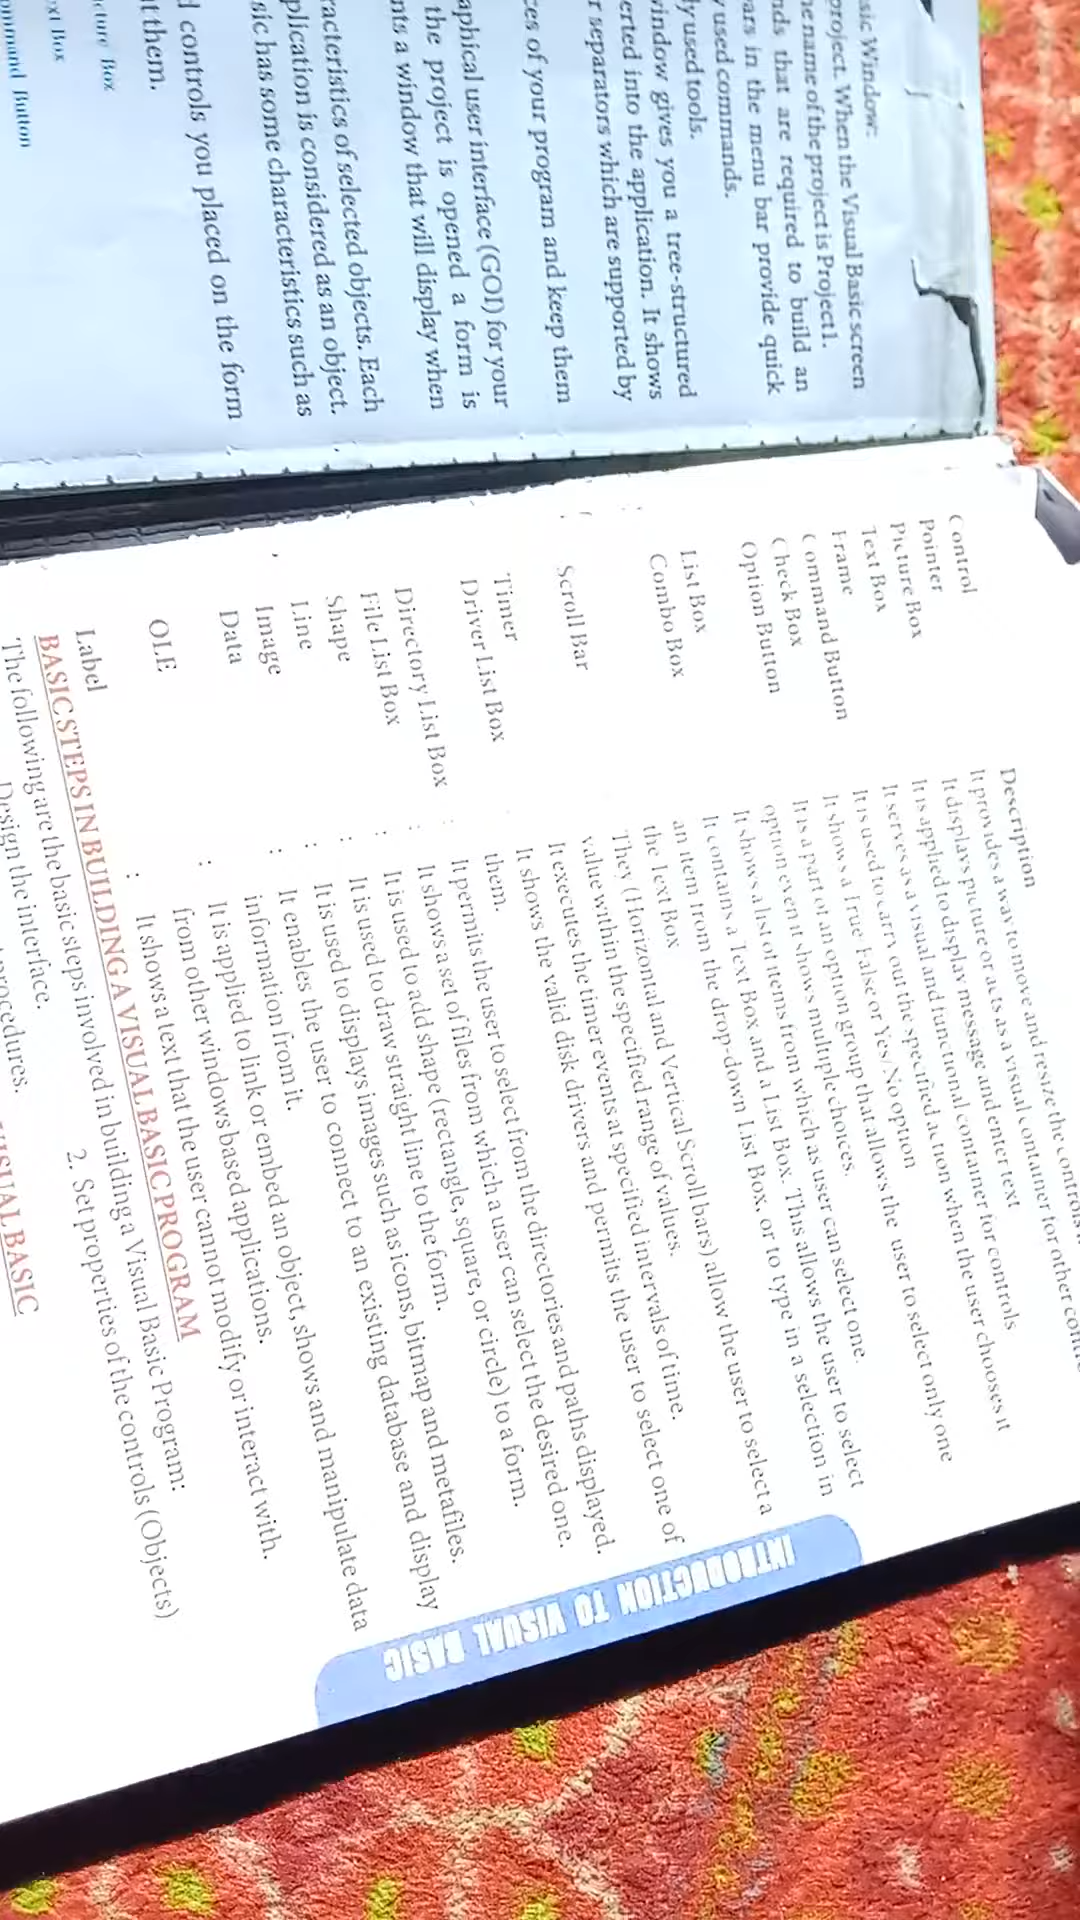 sic Window:
project. When the Visual Basic screen
he name of the project is Project1.
nds that are required to build an
ars in the menu bar provide quick
y used commands.
ly used tools.
window gives you a tree-structured
erted into the application. It shows
r separators which are supported by
ces of your program and keep them
aphical user interface (GOI) for your
the project is opened a form is
nts a window that will display when
racteristics of selected objects. Each
plication is considered as an object.
sic has some characteristics such as
d controls you placed on the form
t them.
cture Box
xt Box
ommand Button
Control Description
Pointer It provides a way to move and resize the controls
Picture Box It displays picture or acts as a visual container for other
Text Box It is applied to display message and enter text
Frame It serves as a visual and functional container for controls
Command Button It is used to carry out the specified action when the user chooses it
Check Box It shows a True False or Yes/No option
Option Button It is a part of an option group that allows the user to select only one
option even it shows multiple choices.
List Box It shows a list of items from which as user can select one.
Combo Box It contains a Text Box and a List Box. This allows the user to select
an item from the drop-down List Box, or to type in a selection in
the Text Box
Scroll Bar They (Horizontal and Vertical Scroll bars) allow the user to select a
value within the specified range of values.
Timer It executes the timer events at specified intervals of time.
Driver List Box It shows the valid disk drivers and permits the user to select one of
them.
Directory List Box : It permits the user to select from the directories and paths displayed.
File List Box : It shows a set of files from which a user can select the desired one.
Shape : It is used to add shape (rectangle, square, or circle) to a form.
Line : It is used to draw straight line to the form.
Image : It is used to displays images such as icons, bitmap and metafiles.
Data : It enables the user to connect to an existing database and display
information from it.
OLE : It is applied to link or embed an object, shows and manipulate data
from other windows based applications.
Label : It shows a text that the user cannot modify or interact with.
BASIC STEPS IN BUILDING A VISUAL BASIC PROGRAM
The following are the basic steps involved in building a Visual Basic Program:
Design the interface. 2. Set properties of the controls (Objects)
procedures.
VISUAL BASIC
INTRODUCTION TO VISUAL BASIC